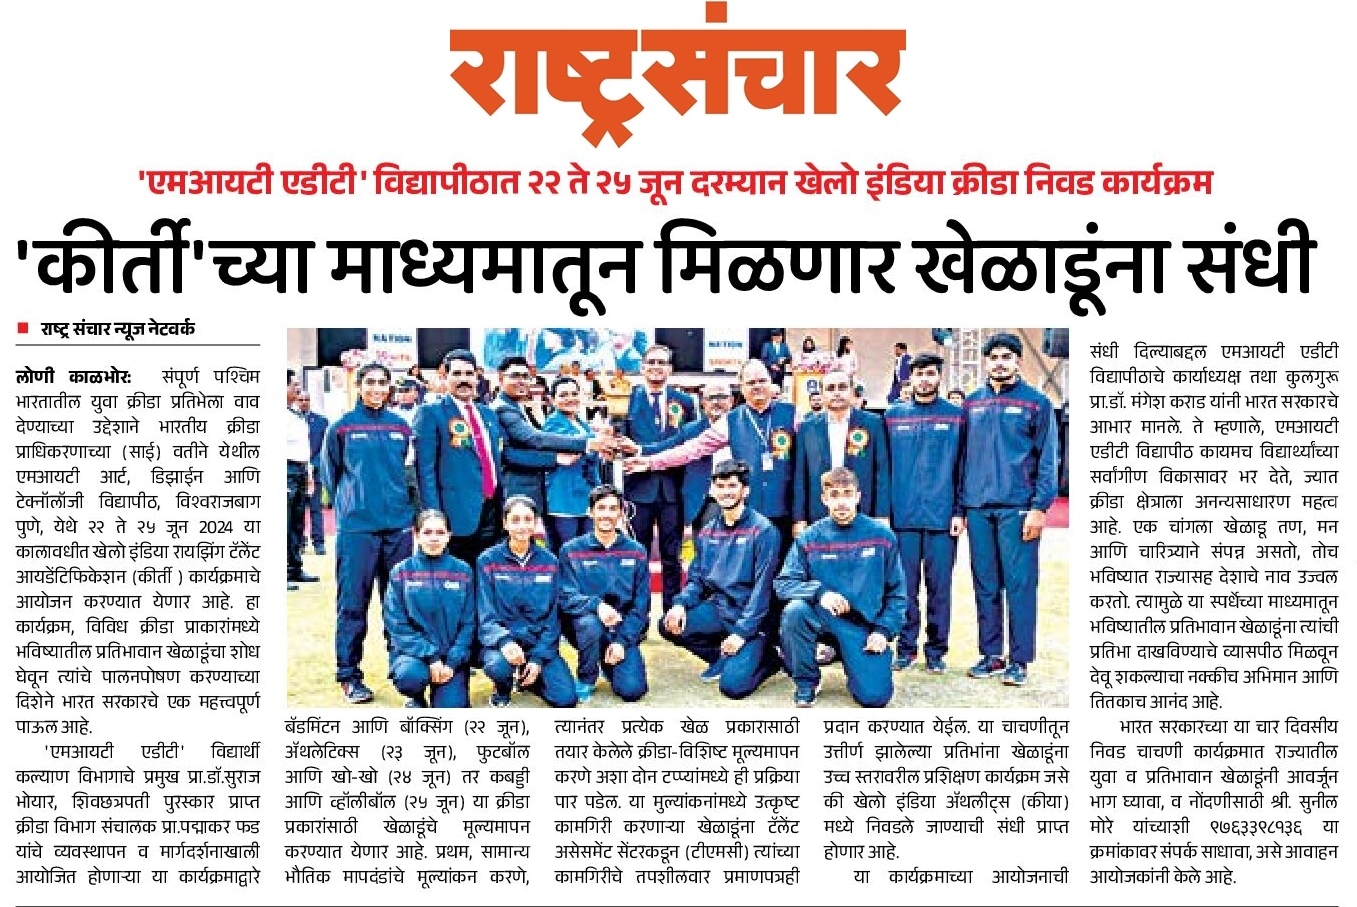 राष्ट्रसंचार
'एमआयटी एडीटी' विद्यापीठात २२ ते २५ जून दरम्यान खेलो इंडिया क्रीडा निवड कार्यक्रम
'कीर्ती'च्या माध्यमातून मिळणार खेळाडूंना संधी
राष्ट्र संचार न्यूज नेटवर्क
लोणी काळभोर: संपूर्ण पश्चिम
भारतातील युवा क्रीडा प्रतिभेला वाव
देण्याच्या उद्देशाने भारतीय क्रीडा
प्राधिकरणाच्या (साई) वतीने येथील
एमआयटी आर्ट, डिझाईन आणि
टेक्नॉलॉजी विद्यापीठ, विश्वराजबाग
पुणे, येथे २२ ते २५ जून 2024 या
कालावधीत खेलो इंडिया रायझिंग टॅलेंट
आयडेंटिफिकेशन (कीर्ती ) कार्यक्रमाचे
आयोजन करण्यात येणार आहे. हा
कार्यक्रम, विविध क्रीडा प्राकारांमध्ये
भविष्यातील प्रतिभावान खेळाडूंचा शोध
घेवून त्यांचे पालनपोषण करण्याच्या
दिशेने भारत सरकारचे एक महत्त्वपूर्ण
पाऊल आहे.
'एमआयटी एडीटी' विद्यार्थी
कल्याण विभागाचे प्रमुख प्रा.डॉ.सुराज
भोयार, शिवछत्रपती पुरस्कार प्राप्त
क्रीडा विभाग संचालक प्रा.पद्माकर फड
यांचे व्यवस्थापन व मार्गदर्शनाखाली
आयोजित होणाऱ्या या कार्यक्रमाद्वारे
बॅडमिंटन आणि बॉक्सिंग (२२ जून),
ॲथलेटिक्स (२३ जून), फुटबॉल
आणि खो-खो (२४ जून) तर कबड्डी
आणि व्हॉलीबॉल (२५ जून) या क्रीडा
प्रकारांसाठी खेळाडूंचे मूल्यमापन
करण्यात येणार आहे. प्रथम, सामान्य
भौतिक मापदंडांचे मूल्यांकन करणे,
त्यानंतर प्रत्येक खेळ प्रकारासाठी
तयार केलेले क्रीडा-विशिष्ट मूल्यमापन
करणे अशा दोन टप्प्यांमध्ये ही प्रक्रिया
पार पडेल. या मुल्यांकनांमध्ये उत्कृष्ट
कामगिरी करणाऱ्या खेळाडूंना टॅलेंट
असेसमेंट सेंटरकडून (टीएमसी) त्यांच्या
कामगिरीचे तपशीलवार प्रमाणपत्रही
प्रदान करण्यात येईल. या चाचणीतून
उत्तीर्ण झालेल्या प्रतिभांना खेळाडूंना
उच्च स्तरावरील प्रशिक्षण कार्यक्रम जसे
की खेलो इंडिया ॲथलीट्स (कीया)
मध्ये निवडले जाण्याची संधी प्राप्त
होणार आहे.
या कार्यक्रमाच्या आयोजनाची
संधी दिल्याबद्दल एमआयटी एडीटी
विद्यापीठाचे कार्याध्यक्ष तथा कुलगुरू
प्रा.डॉ. मंगेश कराड यांनी भारत सरकारचे
आभार मानले. ते म्हणाले, एमआयटी
एडीटी विद्यापीठ कायमच विद्यार्थ्यांच्या
सर्वांगीण विकासावर भर देते, ज्यात
क्रीडा क्षेत्राला अनन्यसाधारण महत्व
आहे. एक चांगला खेळाडू तण, मन
आणि चारित्र्याने संपन्न असतो, तोच
भविष्यात राज्यासह देशाचे नाव उज्वल
करतो. त्यामुळे या स्पर्धेच्या माध्यमातून
भविष्यातील प्रतिभावान खेळाडूंना त्यांची
प्रतिभा दाखविण्याचे व्यासपीठ मिळवून
देवू शकल्याचा नक्कीच अभिमान आणि
तितकाच आनंद आहे.
भारत सरकारच्या या चार दिवसीय
निवड चाचणी कार्यक्रमात राज्यातील
युवा व प्रतिभावान खेळाडूंनी आवर्जून
भाग घ्यावा, व नोंदणीसाठी श्री. सुनील
मोरे यांच्याशी ९७६३३९८१३६ या
क्रमांकावर संपर्क साधावा, असे आवाहन
आयोजकांनी केले आहे.